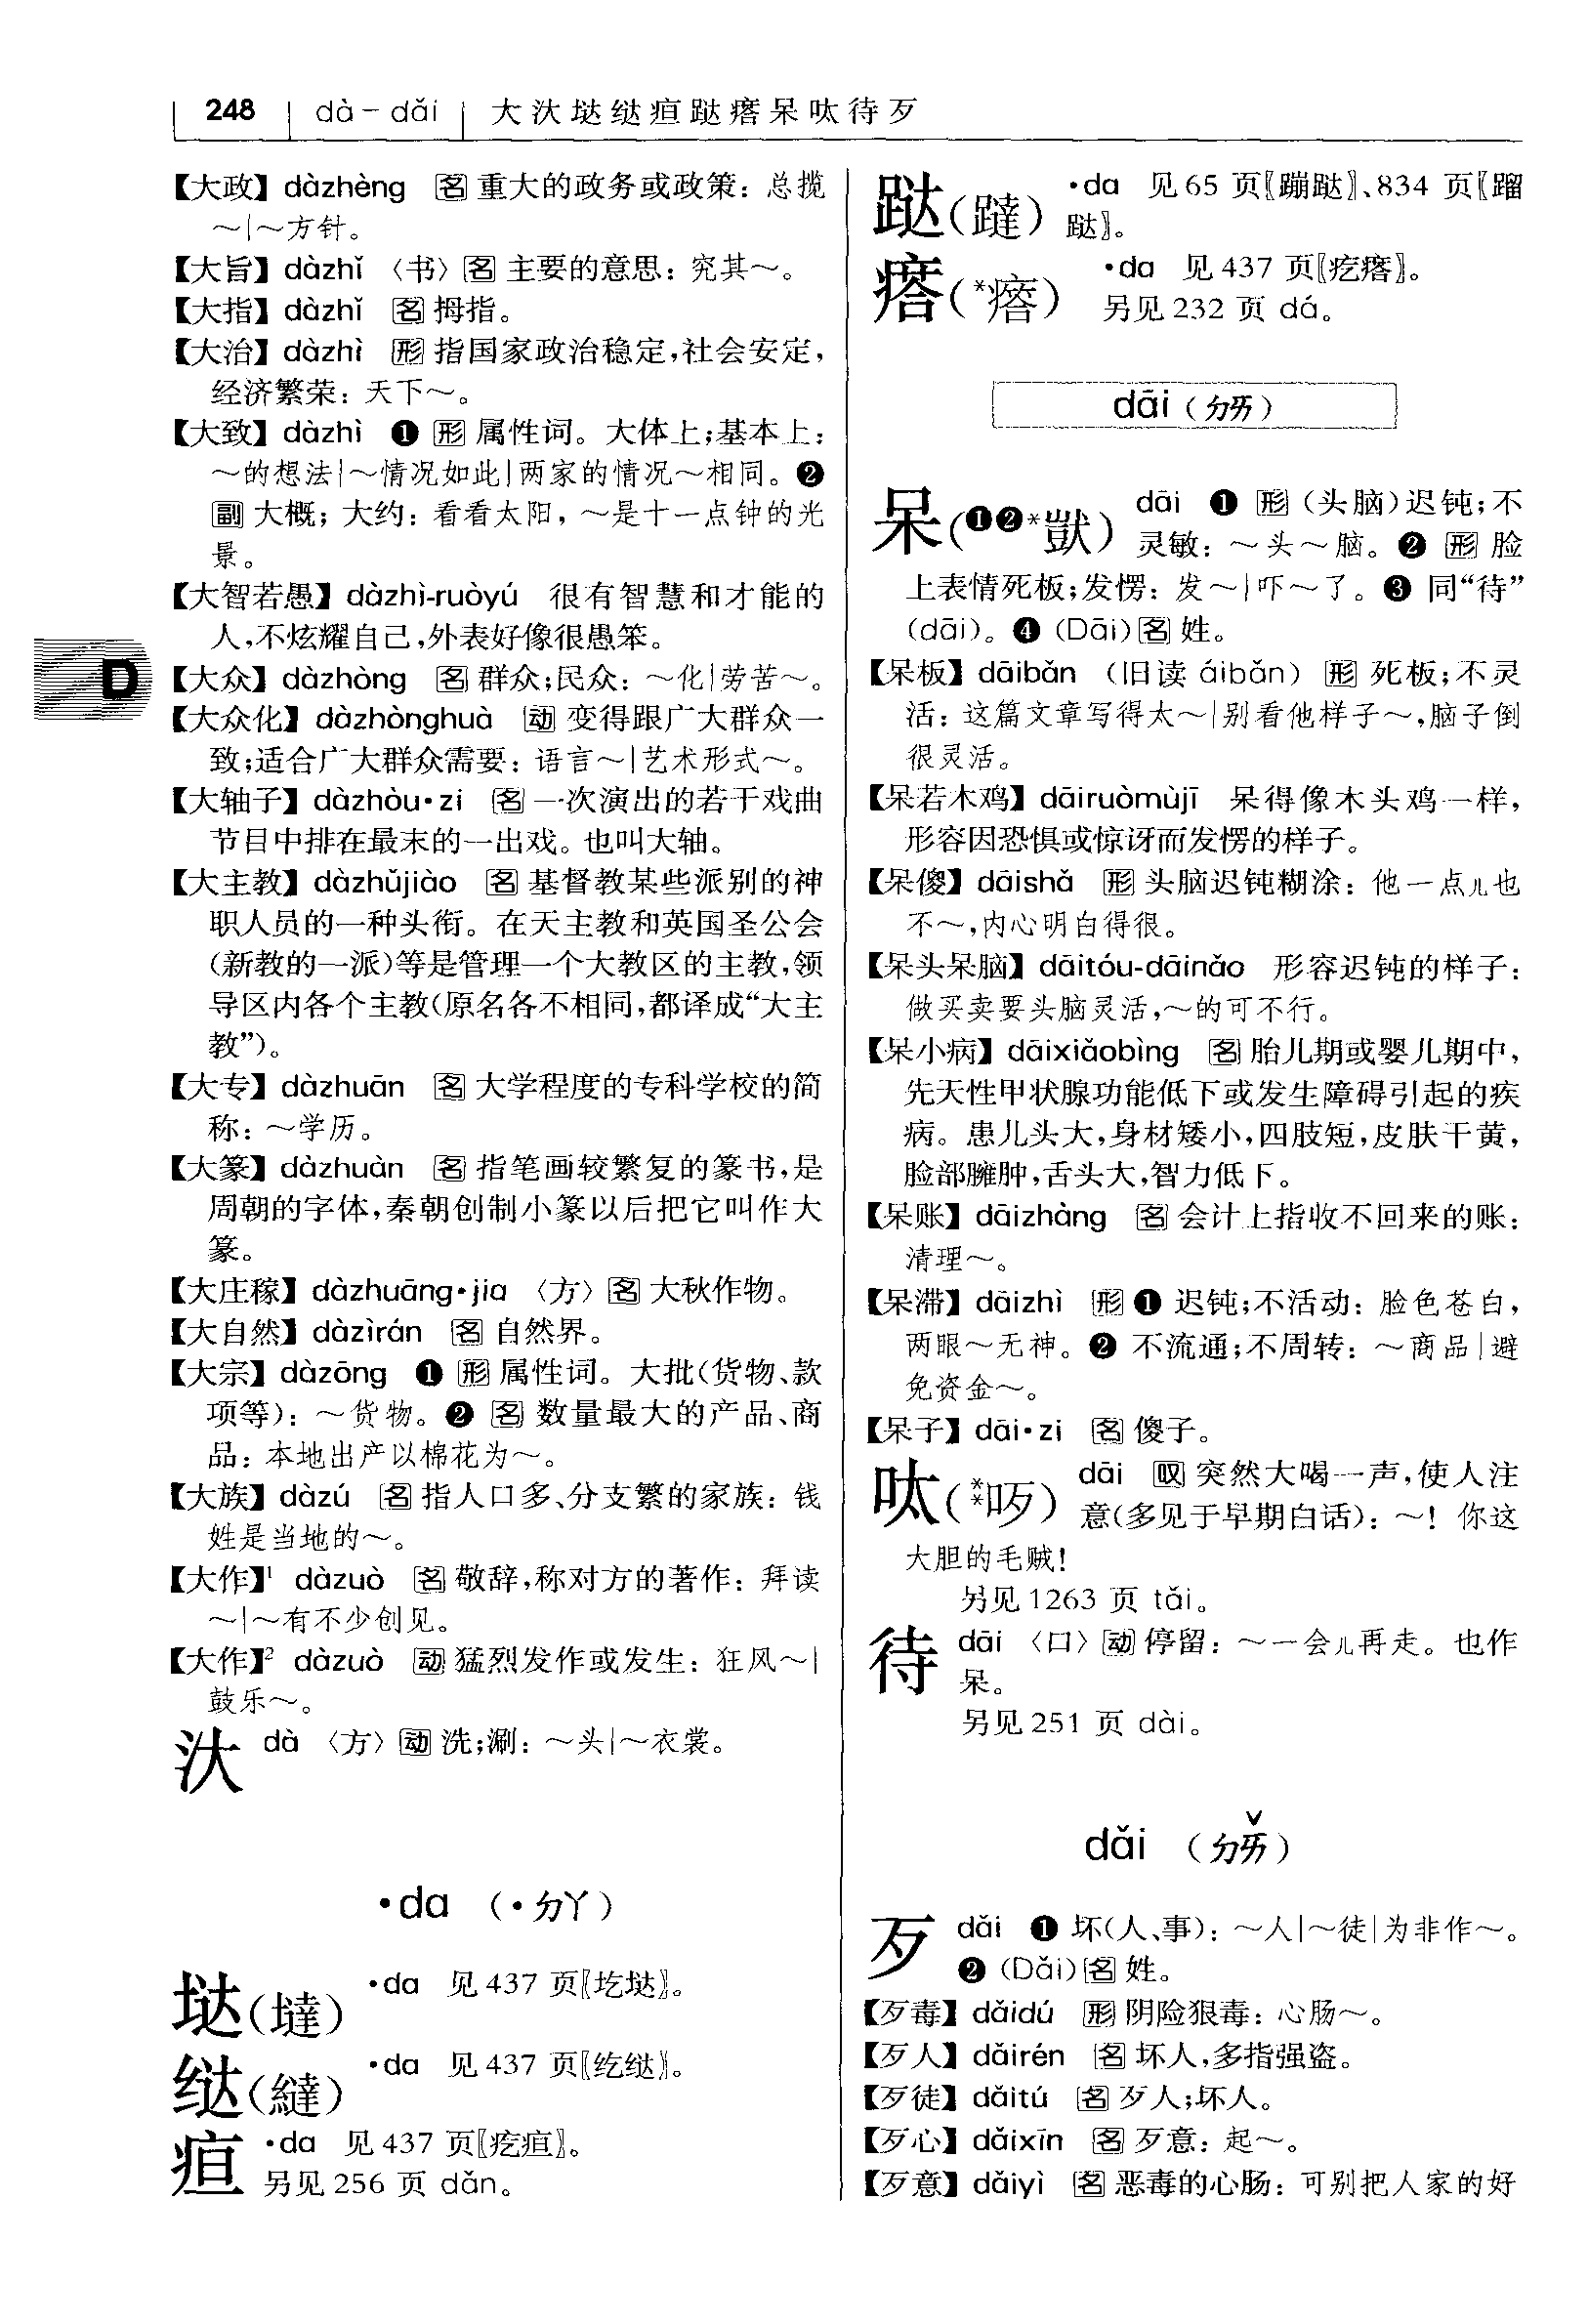 248 dà－dǎi 大汏垯繨疸跶瘩呆呔待歹
【大政】 dàzhèng 名 重大的政务或政策：总揽
～|～方针。
【大旨】 dàzhǐ 〈书〉名 主要的意思：究其～。
【大指】 dàzhǐ 名 拇指。
【大治】 dàzhì 形 指国家政治稳定,社会安定,
经济繁荣：天下～。
【大致】 dàzhì ❶ 形 属性词。大体上;基本上：
～的想法|～情况如此|两家的情况～相同。❷
副 大概；大约：看看太阳，～是十一点钟的光
景。
【大智若愚】 dàzhì-ruòyú 很有智慧和才能的
人,不炫耀自己,外表好像很愚笨。
D
【大众】 dàzhòng 名 群众;民众：～化|劳苦～。
【大众化】 dàzhònghuà 动 变得跟广大群众一
致;适合广大群众需要：语言～|艺术形式～。
【大轴子】 dàzhòu·zi 名 一次演出的若干戏曲
节目中排在最末的一出戏。也叫大轴。
【大主教】 dàzhǔjiào 名 基督教某些派别的神
职人员的一种头衔。在天主教和英国圣公会
(新教的一派)等是管理一个大教区的主教,领
导区内各个主教(原名各不相同,都译成“大主
教”)。
【大专】 dàzhuān 名 大学程度的专科学校的简
称：～学历。
【大篆】 dàzhuàn 名 指笔画较繁复的篆书,是
周朝的字体,秦朝创制小篆以后把它叫作大
篆。
【大庄稼】 dàzhuāng·jia 〈方〉名 大秋作物。
【大自然】 dàzìrán 名 自然界。
【大宗】 dàzōng ❶ 形 属性词。大批(货物、款
项等)：～货物。❷ 名 数量最大的产品、商
品：本地出产以棉花为～。
【大族】 dàzú 名 指人口多、分支繁的家族：钱
姓是当地的～。
【大作】¹ dàzuò 名 敬辞,称对方的著作：拜读
～|～有不少创见。
【大作】² dàzuò 动 猛烈发作或发生：狂风～|
鼓乐～。
汏 dà 〈方〉动 洗;涮：～头|～衣裳。
·da （·ㄉㄚ）
垯(墶) ·da 见 437 页〖圪垯〗。
繨(繨) ·da 见 437 页〖纥繨〗。
疸 ·da 见 437 页〖疙疸〗。
另见 256 页 dǎn。
跶(躂) ·da 见 65 页〖蹦跶〗、834 页〖蹓
跶〗。
瘩(*瘩) ·da 见 437 页〖疙瘩〗。
另见 232 页 dá。
dāi（ㄉㄞ）
呆(❶❷*獃) dāi ❶ 形 (头脑)迟钝;不
灵敏：～头～脑。❷ 形 脸
上表情死板;发愣：发～|吓～了。❸ 同“待”
(dāi)。❹ (Dāi)名 姓。
【呆板】 dāibǎn （旧读 áibǎn） 形 死板;不灵
活：这篇文章写得太～|别看他样子～,脑子倒
很灵活。
【呆若木鸡】 dāiruòmùjī 呆得像木头鸡一样,
形容因恐惧或惊讶而发愣的样子。
【呆傻】 dāishǎ 形 头脑迟钝糊涂：他一点儿也
不～,内心明白得很。
【呆头呆脑】 dāitóu-dāinǎo 形容迟钝的样子：
做买卖要头脑灵活,～的可不行。
【呆小病】 dāixiǎobìng 名 胎儿期或婴儿期中,
先天性甲状腺功能低下或发生障碍引起的疾
病。患儿头大,身材矮小,四肢短,皮肤干黄,
脸部臃肿,舌头大,智力低下。
【呆账】 dāizhàng 名 会计上指收不回来的账：
清理～。
【呆滞】 dāizhì 形 ❶ 迟钝;不活动：脸色苍白,
两眼～无神。❷ 不流通;不周转：～商品|避
免资金～。
【呆子】 dāi·zi 名 傻子。
呔(**呖) dāi 叹 突然大喝一声,使人注
意(多见于早期白话)：～！你这
大胆的毛贼！
另见 1263 页 tǎi。
待 dāi 〈口〉动 停留：～一会儿再走。也作
呆。
另见 251 页 dài。
dǎi （ㄉㄞˇ）
歹 dǎi ❶ 坏(人、事)：～人|～徒|为非作～。
❷ (Dǎi)名 姓。
【歹毒】 dǎidú 形 阴险狠毒：心肠～。
【歹人】 dǎirén 名 坏人,多指强盗。
【歹徒】 dǎitú 名 歹人;坏人。
【歹心】 dǎixīn 名 歹意：起～。
【歹意】 dǎiyì 名 恶毒的心肠：可别把人家的好